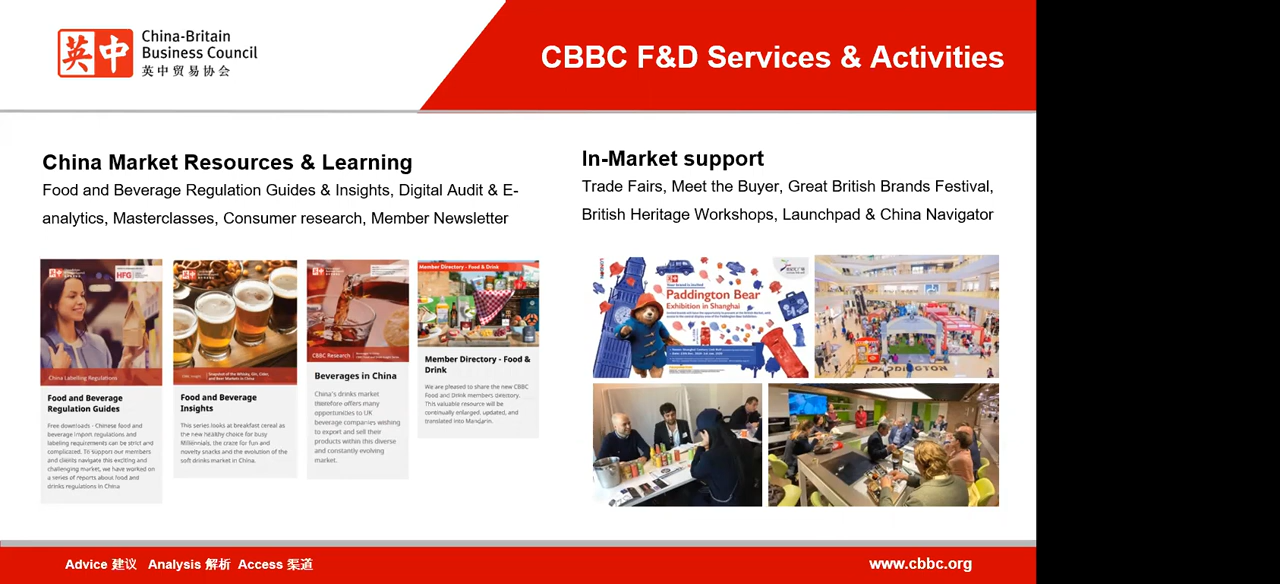 英中
China-Britain
Business Council
英中贸易协会
CBBC F&D Services & Activities
China Market Resources & Learning
Food and Beverage Regulation Guides & Insights, Digital Audit & E-
analytics, Masterclasses, Consumer research, Member Newsletter
In-Market support
Trade Fairs, Meet the Buyer, Great British Brands Festival,
British Heritage Workshops, Launchpad & China Navigator
HFG
China Labelling Regulations
Food and Beverage
Regulation Guides
Free downloads - Chinese food and
beverage import regulations and
labelling requirements can be strict and
complicated. To support our members
and clients navigate this exciting and
challenging market, we have worked on
a series of reports about food and
drinks regulations in China
Snapshot of the Whisky, Gin, Cider,
and Beer Markets in China
Food and Beverage
Insights
This series looks at breakfast cereal as
the new healthy choice for busy
Millennials, the craze for fun and
novelty snacks and the evolution of the
soft drinks market in China.
CBBC Research
Beverages in China
China's drinks market
therefore offers many
opportunities to UK
beverage companies wishing
to export and sell their
products within this diverse
and constantly evolving
market.
Member Directory - Food & Drink
Member Directory - Food &
Drink
We are pleased to share the new CBBC
Food and Drink members directory.
This valuable resource will be
continually enlarged, updated, and
translated into Mandarin.
Your brand is invited
Paddington Bear
Exhibition in Shanghai
PADDINGTON
Advice 建议 Analysis 解析 Access 渠道
www.cbbc.org